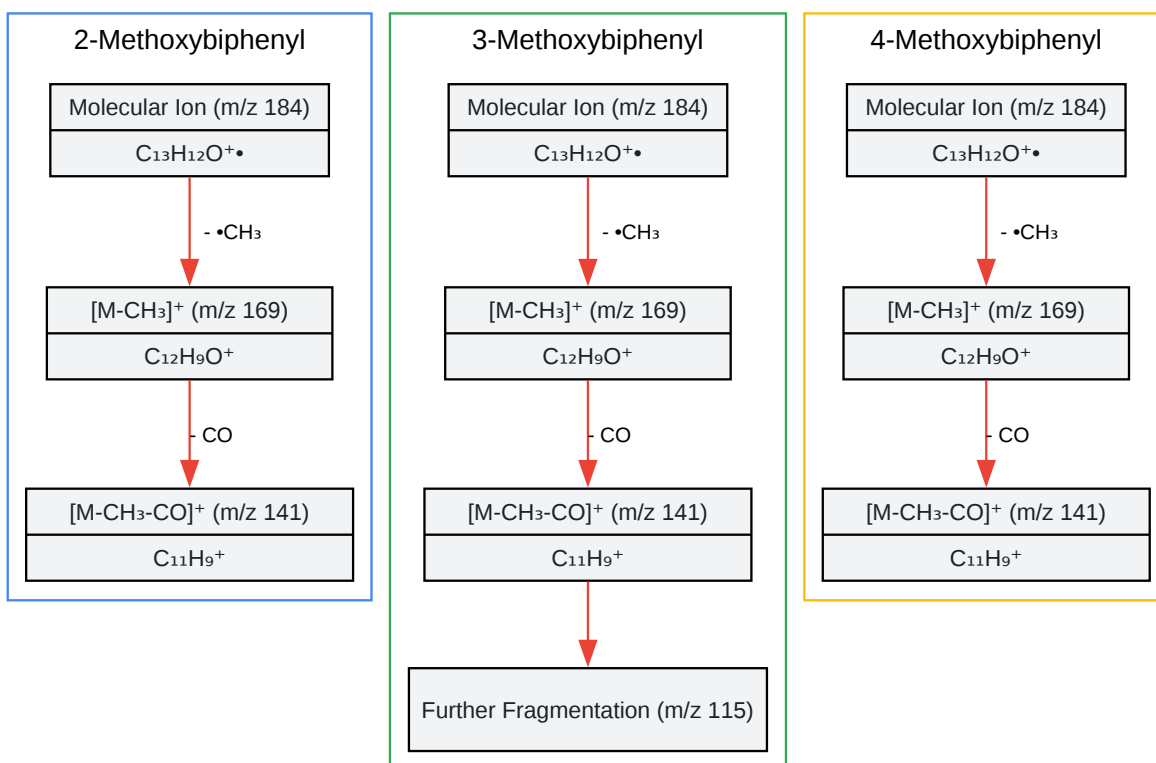 2-Methoxybiphenyl
Molecular Ion (m/z 184)
C₁₃H₁₂O⁺•
- •CH₃
[M-CH₃]⁺ (m/z 169)
C₁₂H₉O⁺
- CO
[M-CH₃-CO]⁺ (m/z 141)
C₁₁H₉⁺
3-Methoxybiphenyl
Molecular Ion (m/z 184)
C₁₃H₁₂O⁺•
- •CH₃
[M-CH₃]⁺ (m/z 169)
C₁₂H₉O⁺
- CO
[M-CH₃-CO]⁺ (m/z 141)
C₁₁H₉⁺
Further Fragmentation (m/z 115)
4-Methoxybiphenyl
Molecular Ion (m/z 184)
C₁₃H₁₂O⁺•
- •CH₃
[M-CH₃]⁺ (m/z 169)
C₁₂H₉O⁺
- CO
[M-CH₃-CO]⁺ (m/z 141)
C₁₁H₉⁺